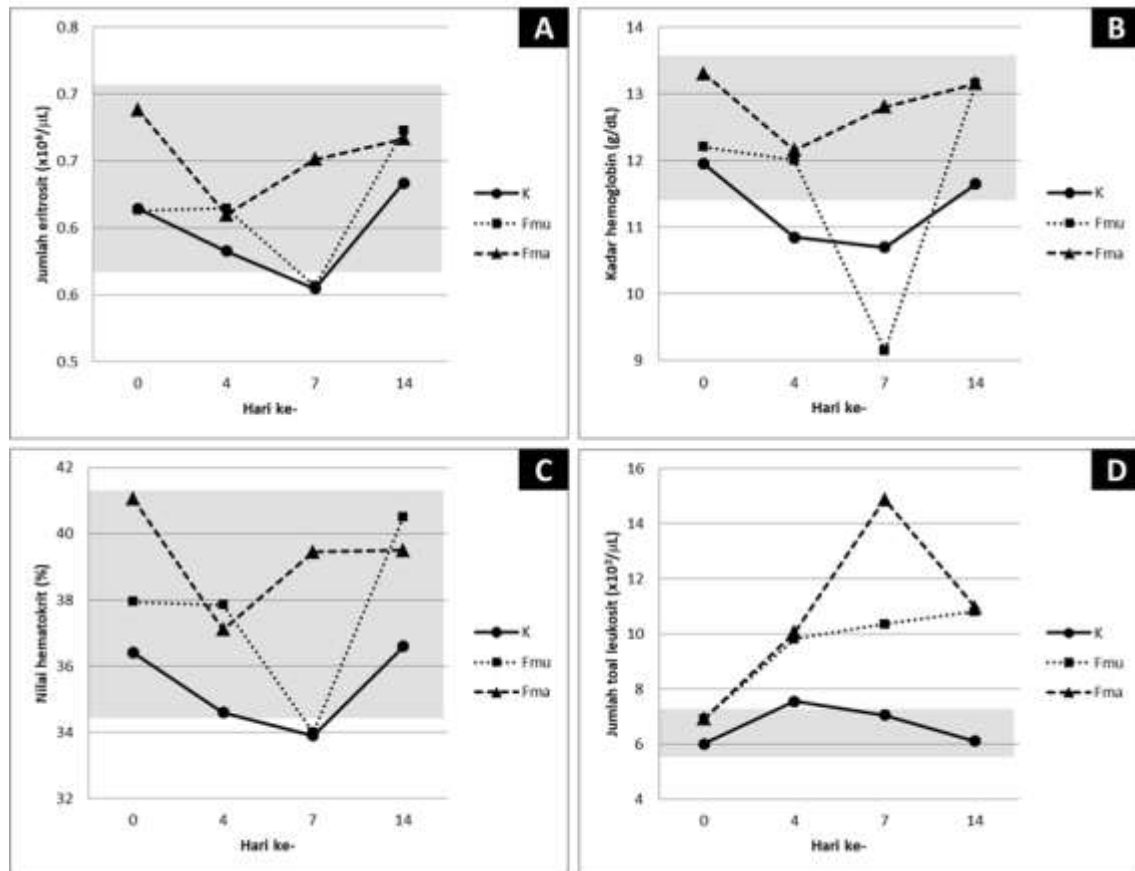 A
Jumlah eritrosit (x10⁶/µL)
0.8
0.7
0.7
0.6
0.6
0.5
0 4 7 14
Hari ke-
K
Fmu
Fma
B
Kadar hemoglobin (g/dL)
14
13
12
11
10
9
0 4 7 14
Hari ke-
K
Fmu
Fma
C
Nilai hematokrit (%)
42
40
38
36
34
32
0 4 7 14
Hari ke-
K
Fmu
Fma
D
Jumlah toal leukosit (x10³/µL)
16
14
12
10
8
6
4
0 4 7 14
Hari ke-
K
Fmu
Fma